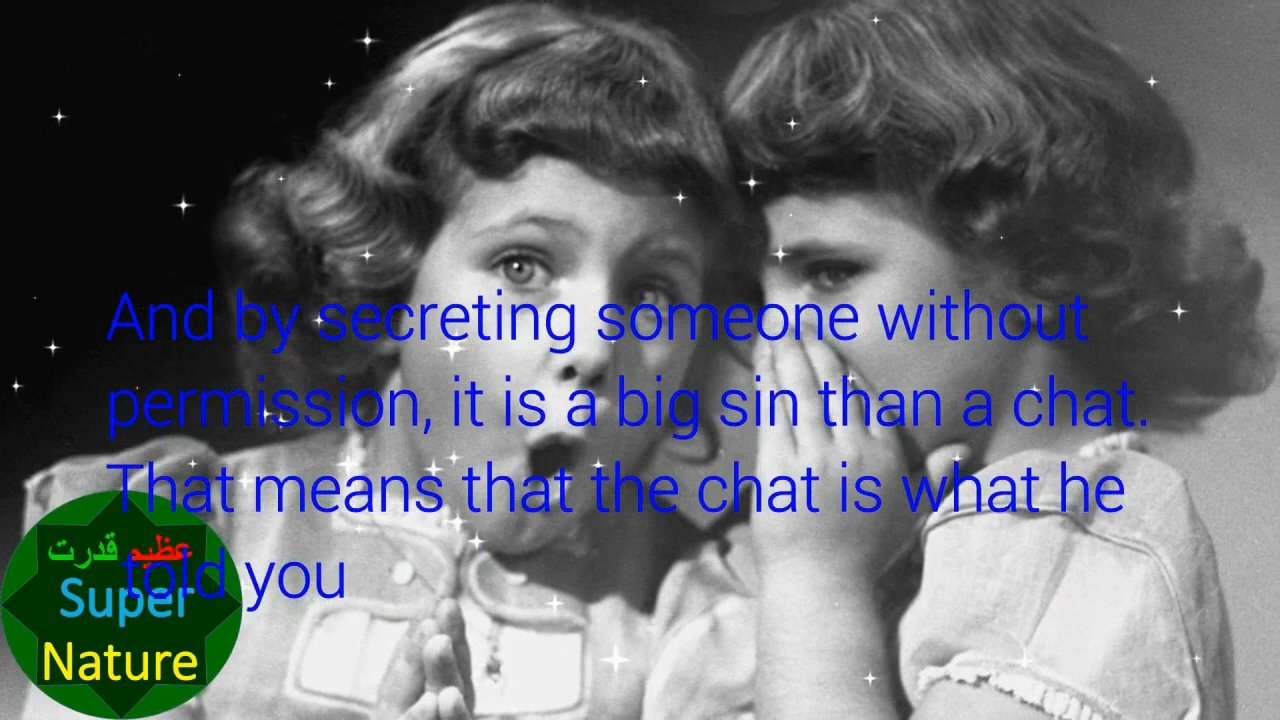 And by secreting someone without
permission, it is a big sin than a chat.
That means that the chat is what he
told you
عظیم قدرت
Super
Nature